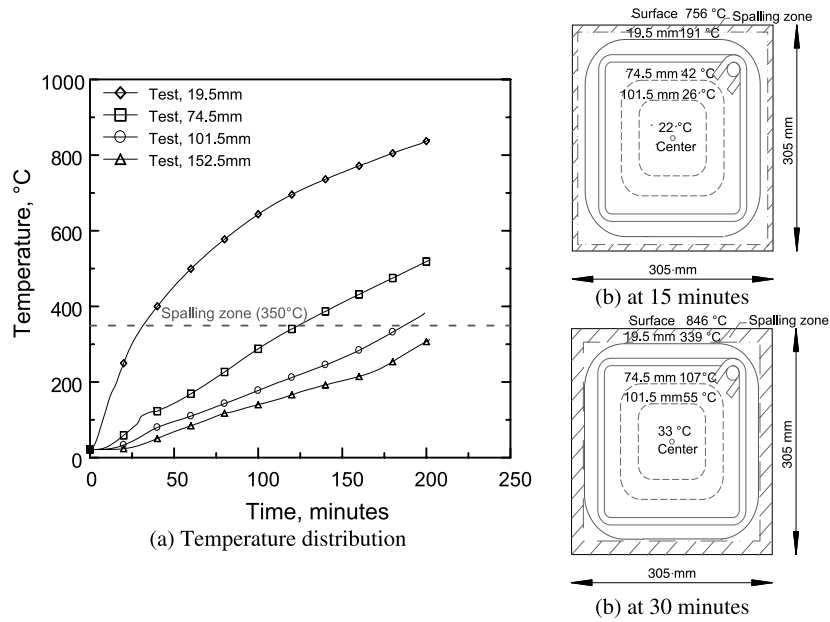 1000
800
600
400
200
0
Temperature, °C
Test, 19.5mm
Test, 74.5mm
Test, 101.5mm
Test, 152.5mm
Spalling zone (350°C)
0 50 100 150 200 250
Time, minutes
(a) Temperature distribution
Surface 756 °C
Spalling zone
19.5 mm 191 °C
74.5 mm 42 °C
101.5 mm 26 °C
22 °C
Center
305 mm
305 mm
(b) at 15 minutes
Surface 846 °C
Spalling zone
19.5 mm 339 °C
74.5 mm 107°C
101.5 mm 55 °C
33 °C
Center
305 mm
305 mm
(b) at 30 minutes